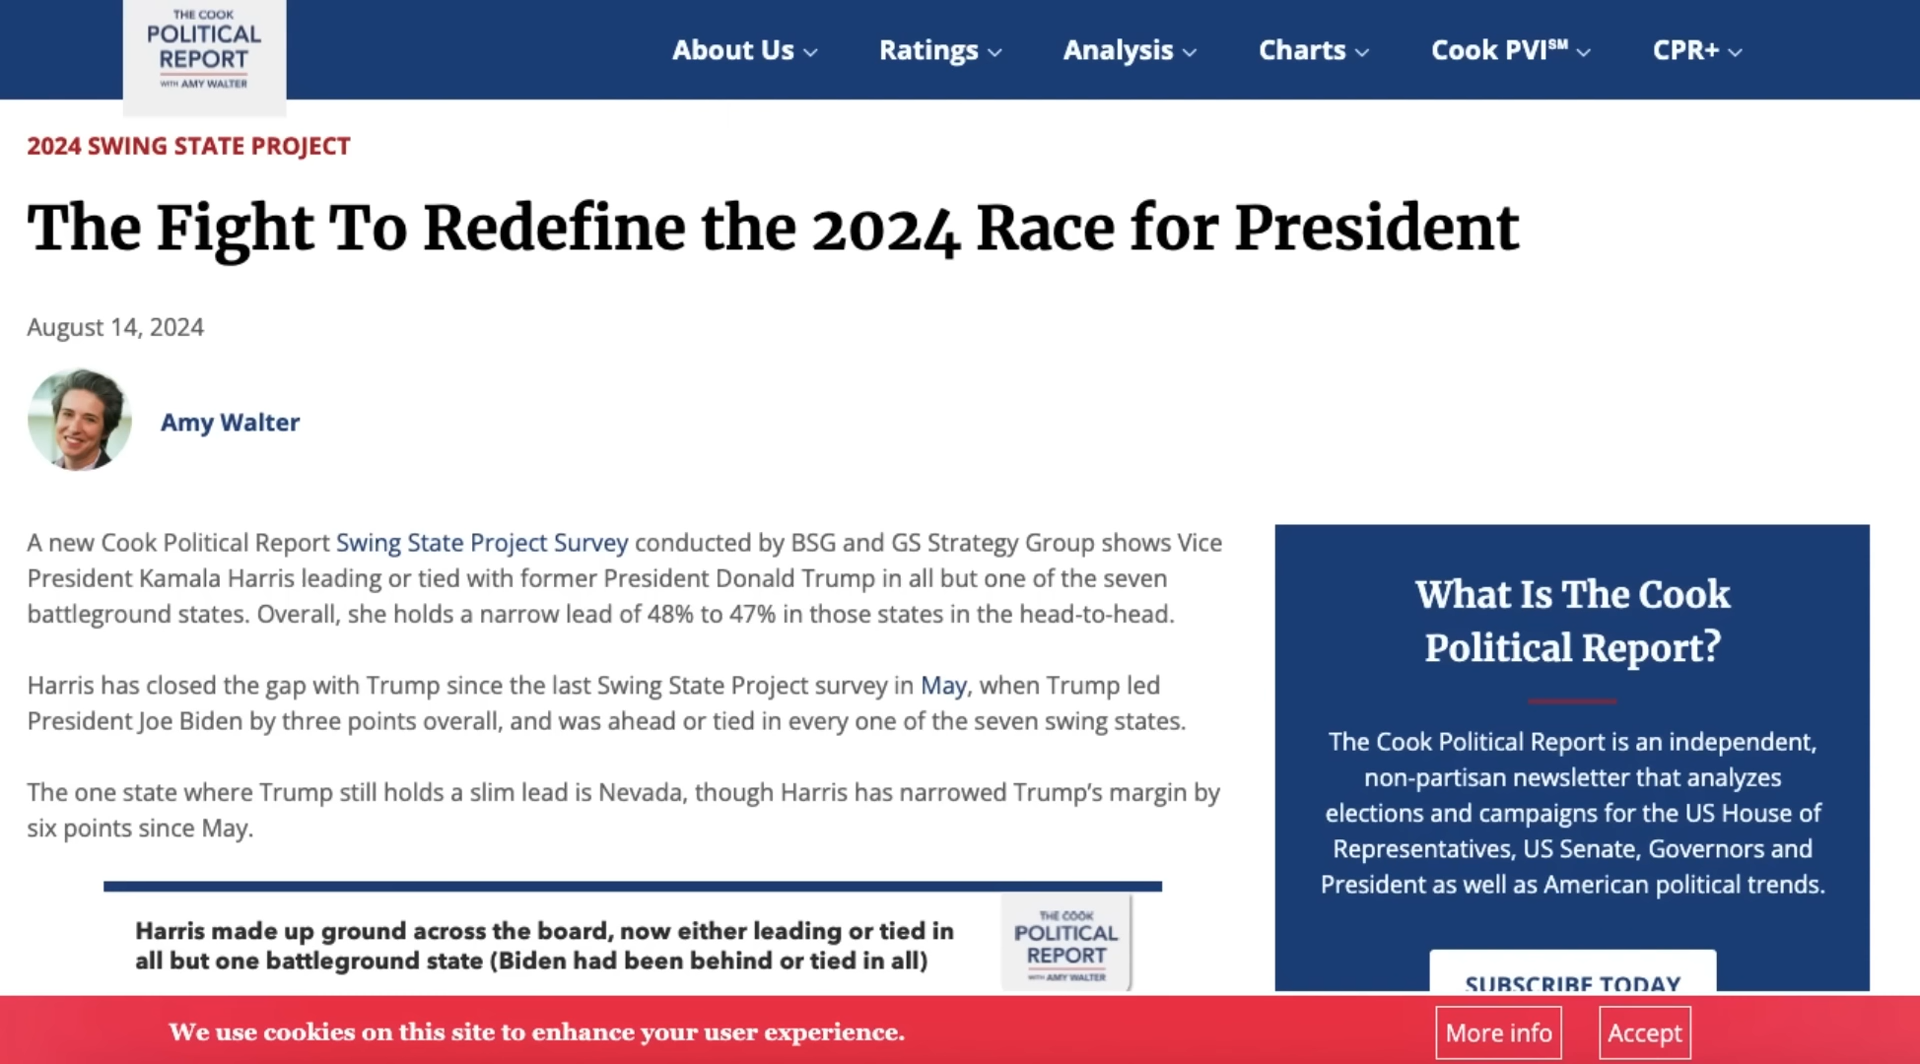 THE COOK
POLITICAL
REPORT
WITH AMY WALTER
About Us
Ratings
Analysis
Charts
Cook PVI℠
CPR+
2024 SWING STATE PROJECT
The Fight To Redefine the 2024 Race for President
August 14, 2024
Amy Walter
A new Cook Political Report Swing State Project Survey conducted by BSG and GS Strategy Group shows Vice
President Kamala Harris leading or tied with former President Donald Trump in all but one of the seven
battleground states. Overall, she holds a narrow lead of 48% to 47% in those states in the head-to-head.
Harris has closed the gap with Trump since the last Swing State Project survey in May, when Trump led
President Joe Biden by three points overall, and was ahead or tied in every one of the seven swing states.
The one state where Trump still holds a slim lead is Nevada, though Harris has narrowed Trump's margin by
six points since May.
Harris made up ground across the board, now either leading or tied in
all but one battleground state (Biden had been behind or tied in all)
THE COOK
POLITICAL
REPORT
WITH AMY WALTER
What Is The Cook
Political Report?
The Cook Political Report is an independent,
non-partisan newsletter that analyzes
elections and campaigns for the US House of
Representatives, US Senate, Governors and
President as well as American political trends.
SUBSCRIBE TODAY
We use cookies on this site to enhance your user experience.
More info
Accept